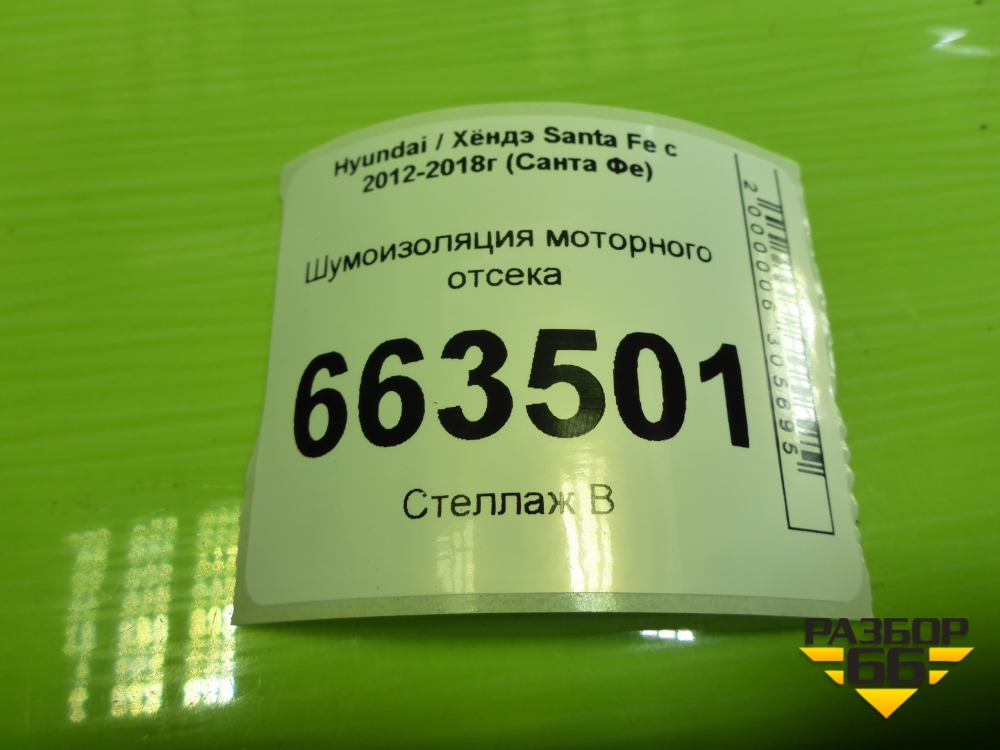 Hyundai / Хёндэ Santa Fe с
2012-2018г (Санта Фе)
Шумоизоляция моторного
отсека
663501
Стеллаж В
2000006305695
РАЗБОР
66